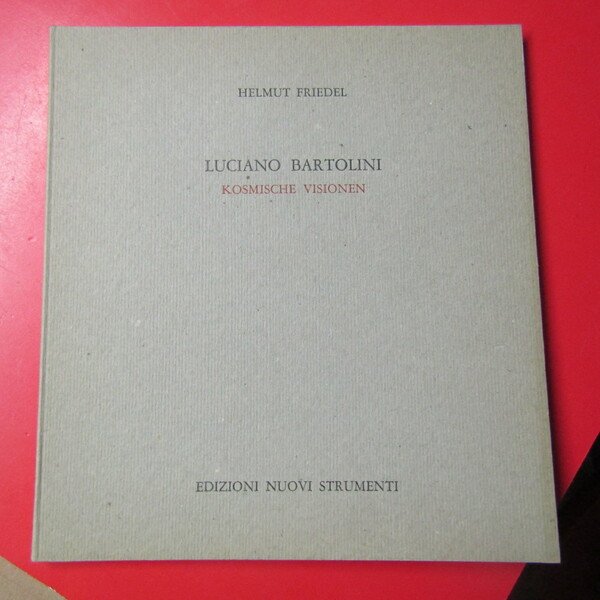 HELMUT FRIEDEL
LUCIANO BARTOLINI
KOSMISCHE VISIONEN
EDIZIONI NUOVI STRUMENTI